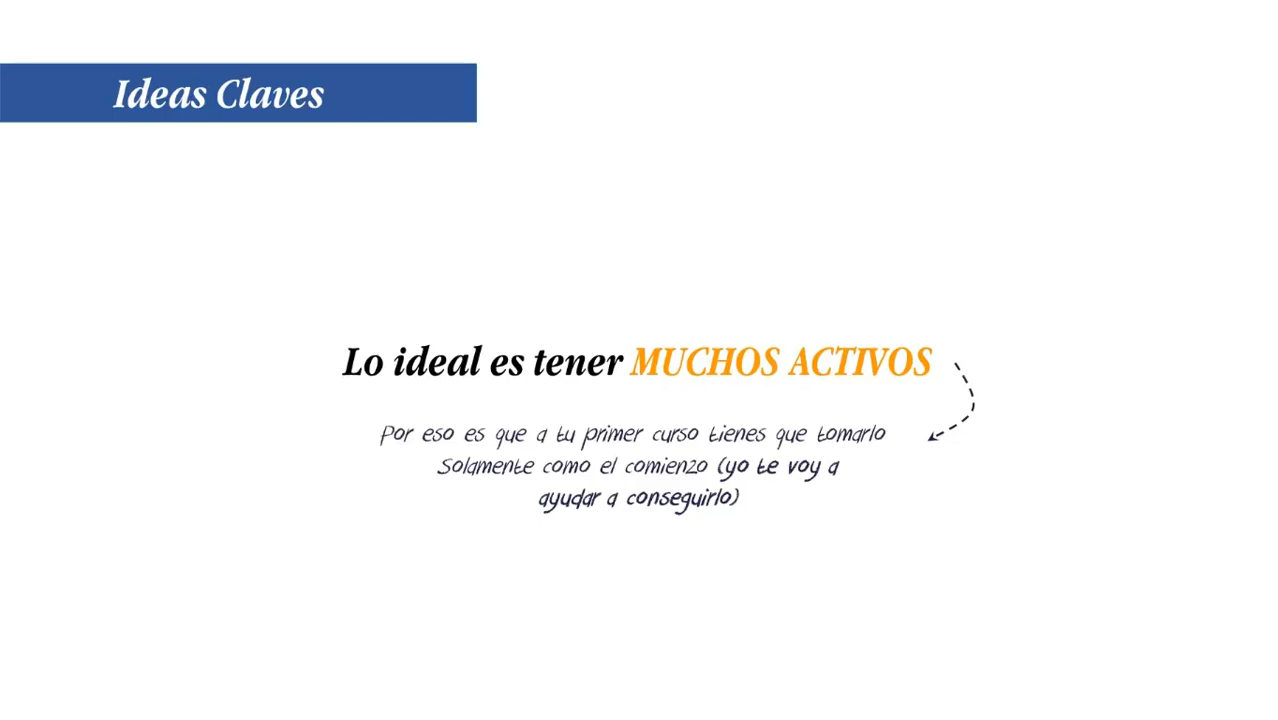 Ideas Claves
Lo ideal es tener MUCHOS ACTIVOS
Por eso es que a tu primer curso tienes que tomarlo
Solamente como el comienzo (yo te voy a
ayudar a conseguirlo)